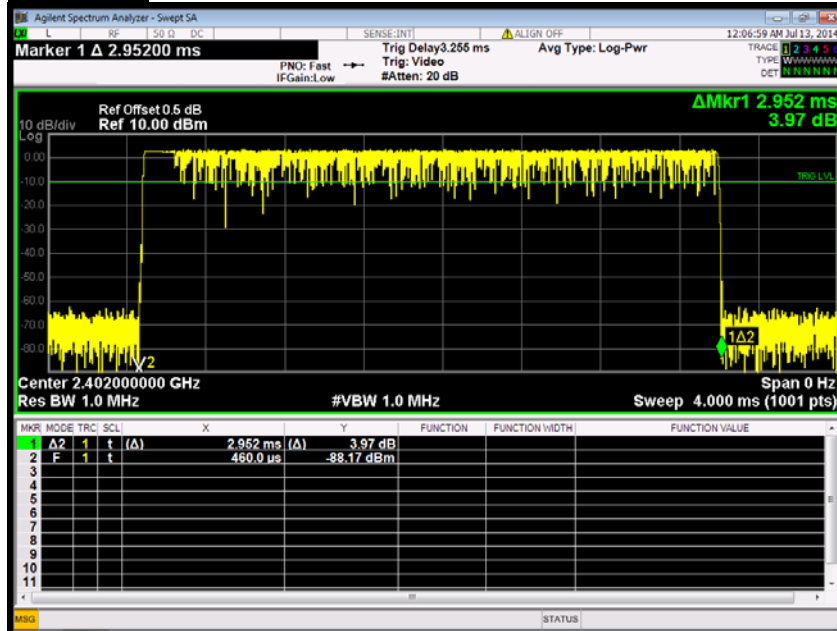 Agilent Spectrum Analyzer - Swept SA
L RF 50 Ω DC SENSE:INT ALIGN OFF 12:06:59 AM Jul 13, 2014
Marker 1 Δ 2.95200 ms
PNO: Fast
IFGain:Low
Trig Delay3.255 ms
Trig: Video
#Atten: 20 dB
Avg Type: Log-Pwr
TRACE 1 2 3 4 5 6
TYPE W
DET N N N N N N
ΔMkr1 2.952 ms
3.97 dB
Ref Offset 0.5 dB
10 dB/div Ref 10.00 dBm
Log
0.00
-10.0
TRIG LVL
-20.0
-30.0
-40.0
-50.0
-60.0
-70.0
-80.0
1Δ2
2
Center 2.402000000 GHz Span 0 Hz
Res BW 1.0 MHz #VBW 1.0 MHz Sweep 4.000 ms (1001 pts)
MKR MODE TRC SCL X Y FUNCTION FUNCTION WIDTH FUNCTION VALUE
1 Δ2 1 t (Δ) 2.952 ms (Δ) 3.97 dB
2 F 1 t 460.0 µs -88.17 dBm
3
4
5
6
7
8
9
10
11
MSG STATUS